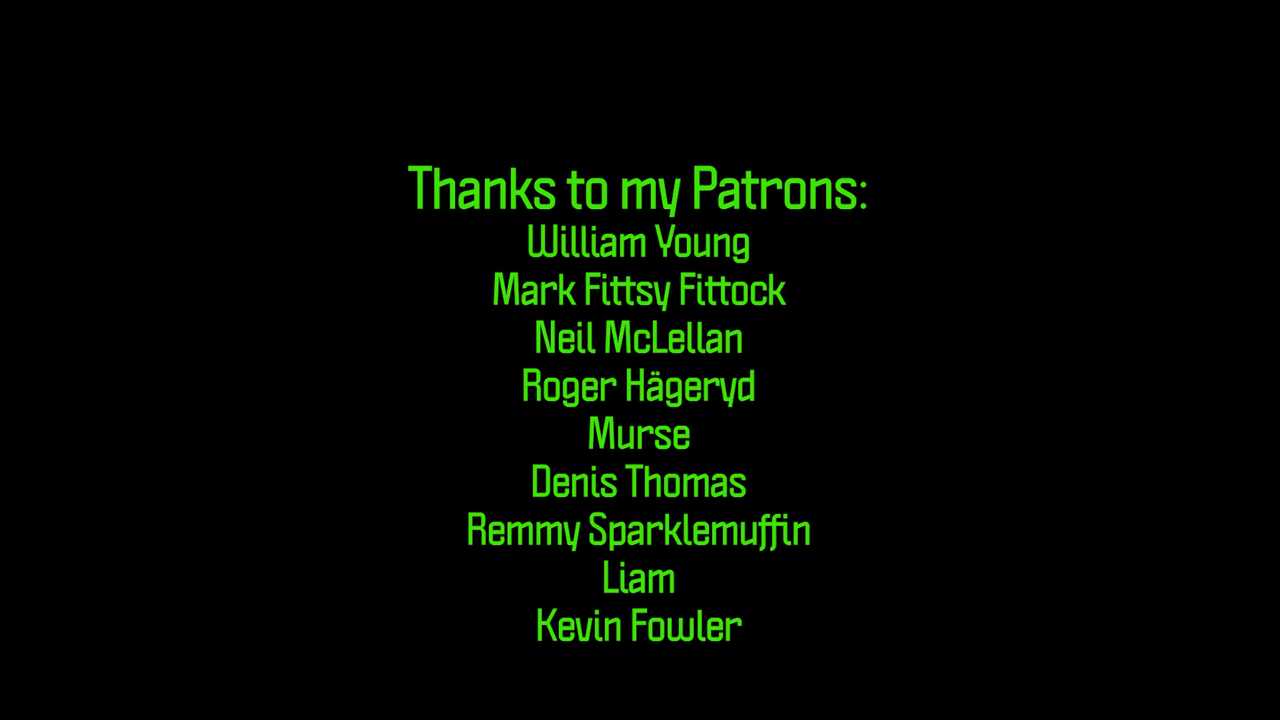 Thanks to my Patrons:
William Young
Mark Fittsy Fittock
Neil McLellan
Roger Hägeryd
Murse
Denis Thomas
Remmy Sparklemuffin
Liam
Kevin Fowler